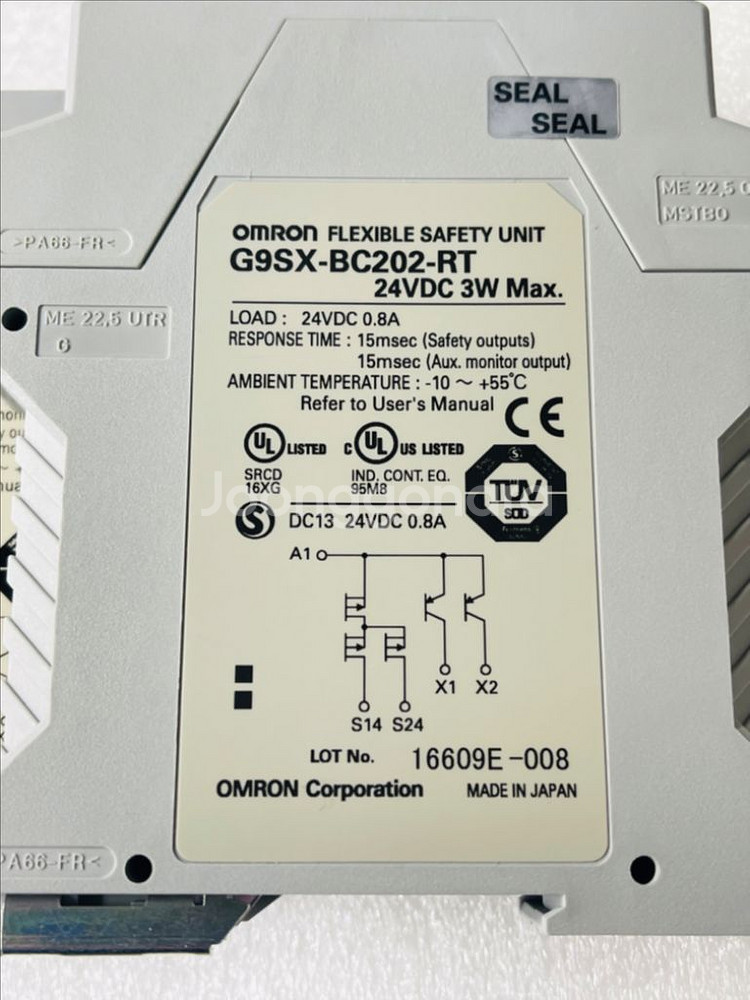 SEAL
SEAL
ME 22,5
MSTBO
>PA66-FR<
ME 22,5 UTR
G
omron FLEXIBLE SAFETY UNIT
G9SX-BC202-RT
24VDC 3W Max.
LOAD : 24VDC 0.8A
RESPONSE TIME : 15msec (Safety outputs)
15msec (Aux. monitor output)
AMBIENT TEMPERATURE : -10 ～ +55℃
Refer to User's Manual
CE
UL LISTED C UL US LISTED
SRCD IND. CONT. EQ.
16XG 95M8
TÜV
S DC13 24VDC 0.8A
A1
X1 X2
S14 S24
LOT No. 16609E-008
OMRON Corporation MADE IN JAPAN
PA66-FR<